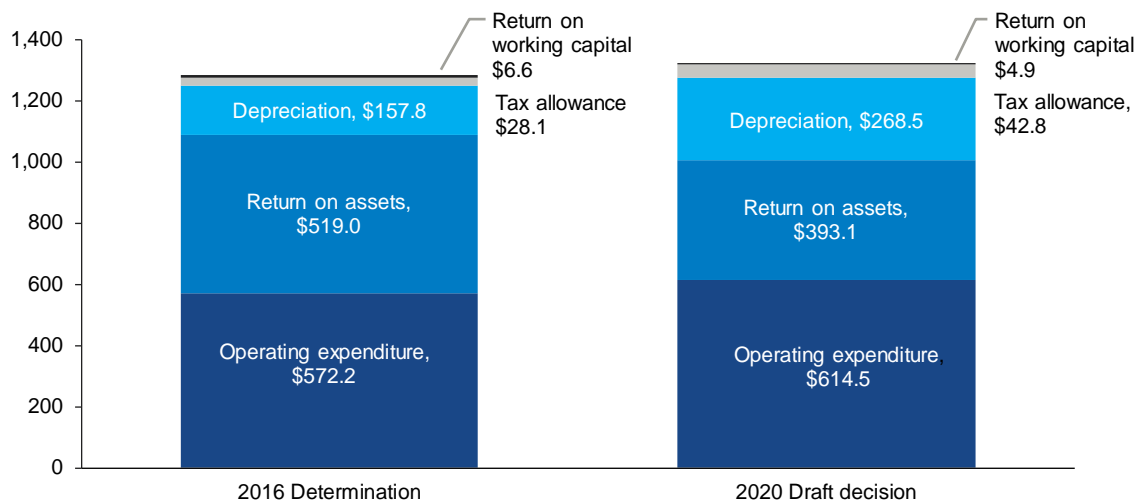 1,400
1,200
1,000
800
600
400
200
0
Return on
working capital
$6.6
Tax allowance
$28.1
Depreciation, $157.8
Return on assets,
$519.0
Operating expenditure,
$572.2
2016 Determination
Return on
working capital
$4.9
Tax allowance,
$42.8
Depreciation, $268.5
Return on assets,
$393.1
Operating expenditure,
$614.5
2020 Draft decision